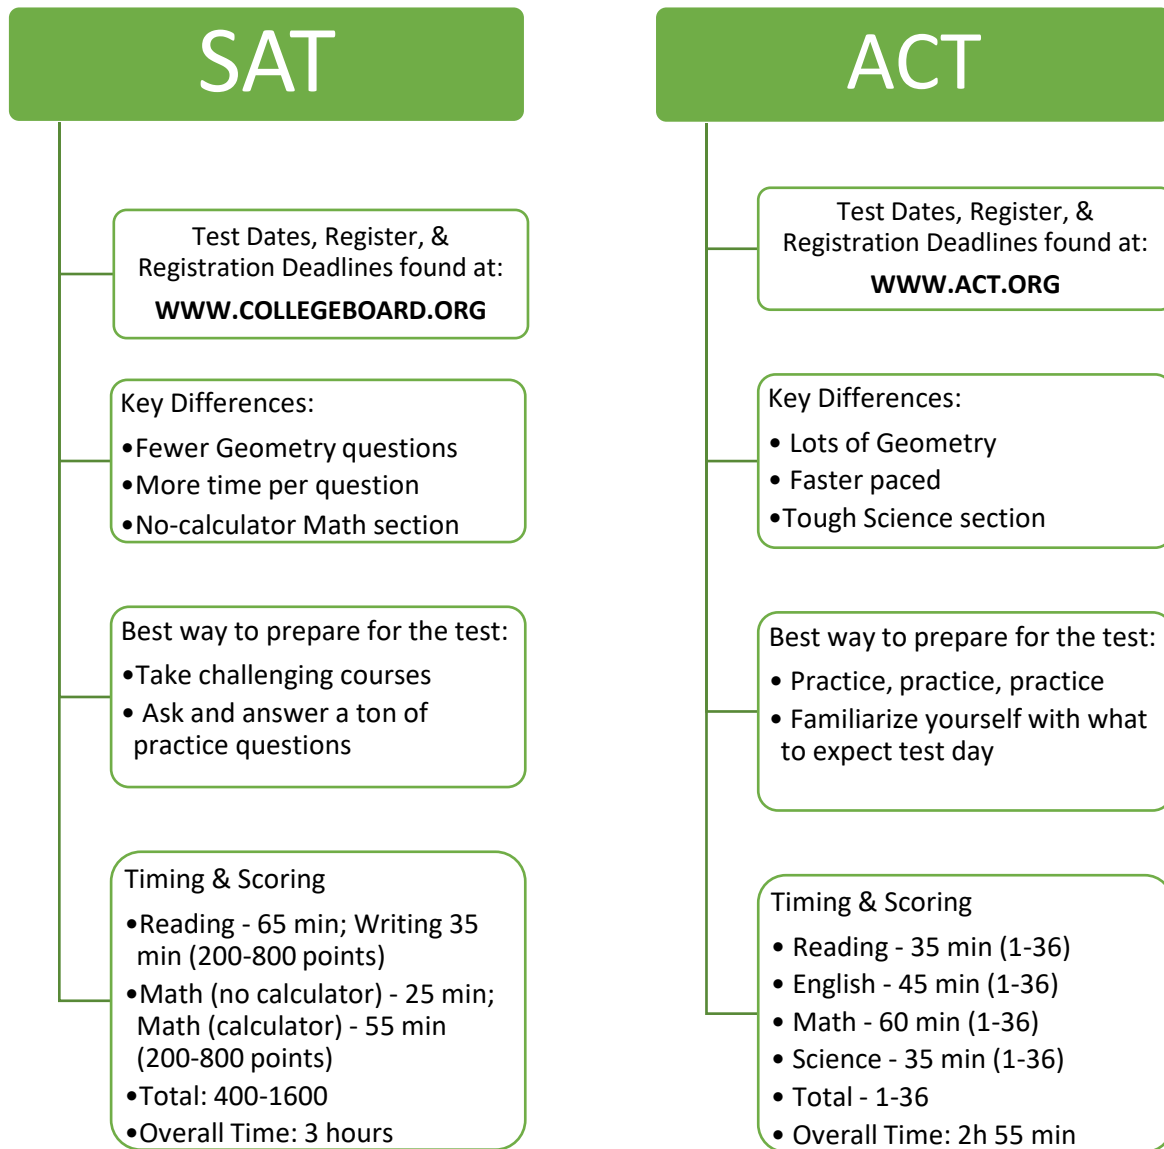 SAT
Test Dates, Register, &
Registration Deadlines found at:
WWW.COLLEGEBOARD.ORG
Key Differences:
•Fewer Geometry questions
•More time per question
•No-calculator Math section
Best way to prepare for the test:
•Take challenging courses
• Ask and answer a ton of
practice questions
Timing & Scoring
•Reading - 65 min; Writing 35
min (200-800 points)
•Math (no calculator) - 25 min;
Math (calculator) - 55 min
(200-800 points)
•Total: 400-1600
•Overall Time: 3 hours
ACT
Test Dates, Register, &
Registration Deadlines found at:
WWW.ACT.ORG
Key Differences:
• Lots of Geometry
• Faster paced
•Tough Science section
Best way to prepare for the test:
• Practice, practice, practice
• Familiarize yourself with what
to expect test day
Timing & Scoring
• Reading - 35 min (1-36)
• English - 45 min (1-36)
• Math - 60 min (1-36)
• Science - 35 min (1-36)
• Total - 1-36
• Overall Time: 2h 55 min